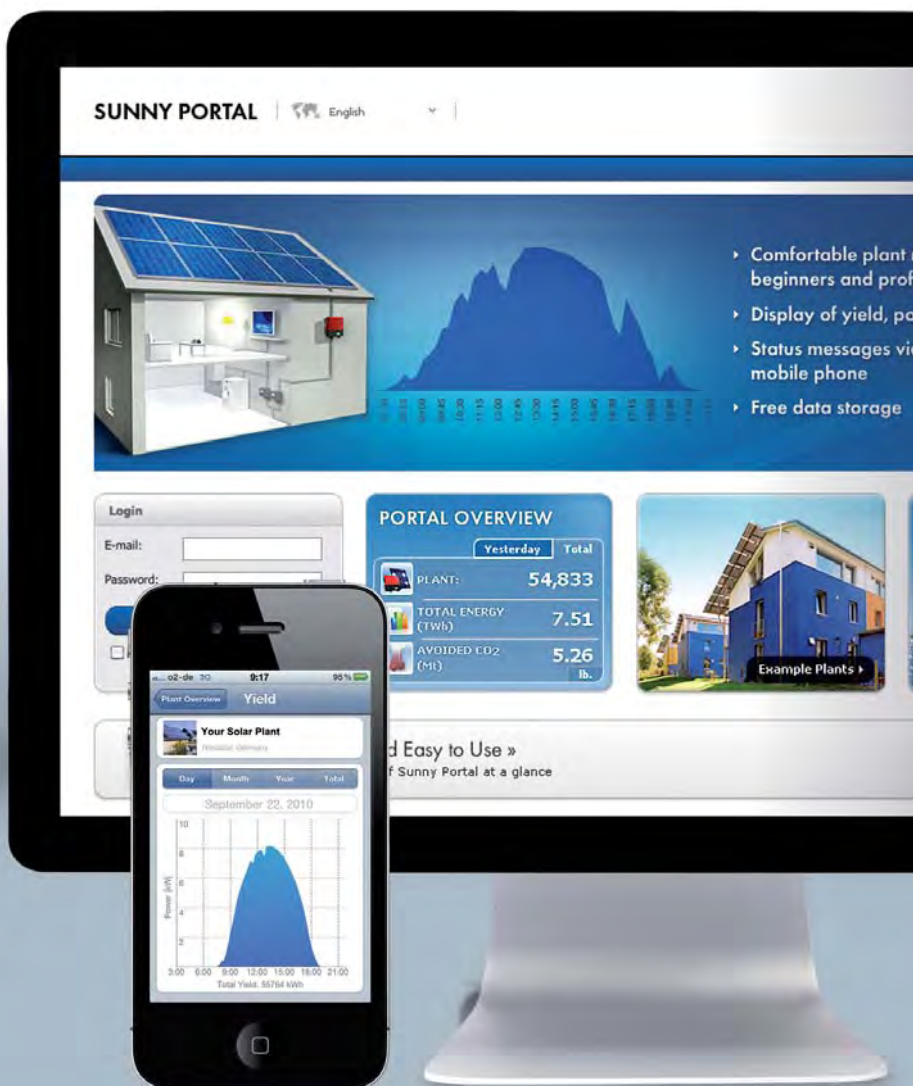 SUNNY PORTAL
English
Comfortable plant
beginners and prof
Display of yield, po
Status messages vi
mobile phone
Free data storage
Login
E-mail:
Password:
PORTAL OVERVIEW
Yesterday Total
PLANT: 54,833
TOTAL ENERGY (TWh) 7.51
AVOIDED CO2 (Mt) 5.26
lb.
Example Plants
d Easy to Use »
f Sunny Portal at a glance
o2-de 3G 9:17 95%
Plant Overview Yield
Your Solar Plant
Germany
Day Month Year Total
September 22, 2010
10
8
6
4
2
Power [kW]
3:00 6:00 9:00 12:00 15:00 18:00 21:00
Total Yield: 55764 kWh